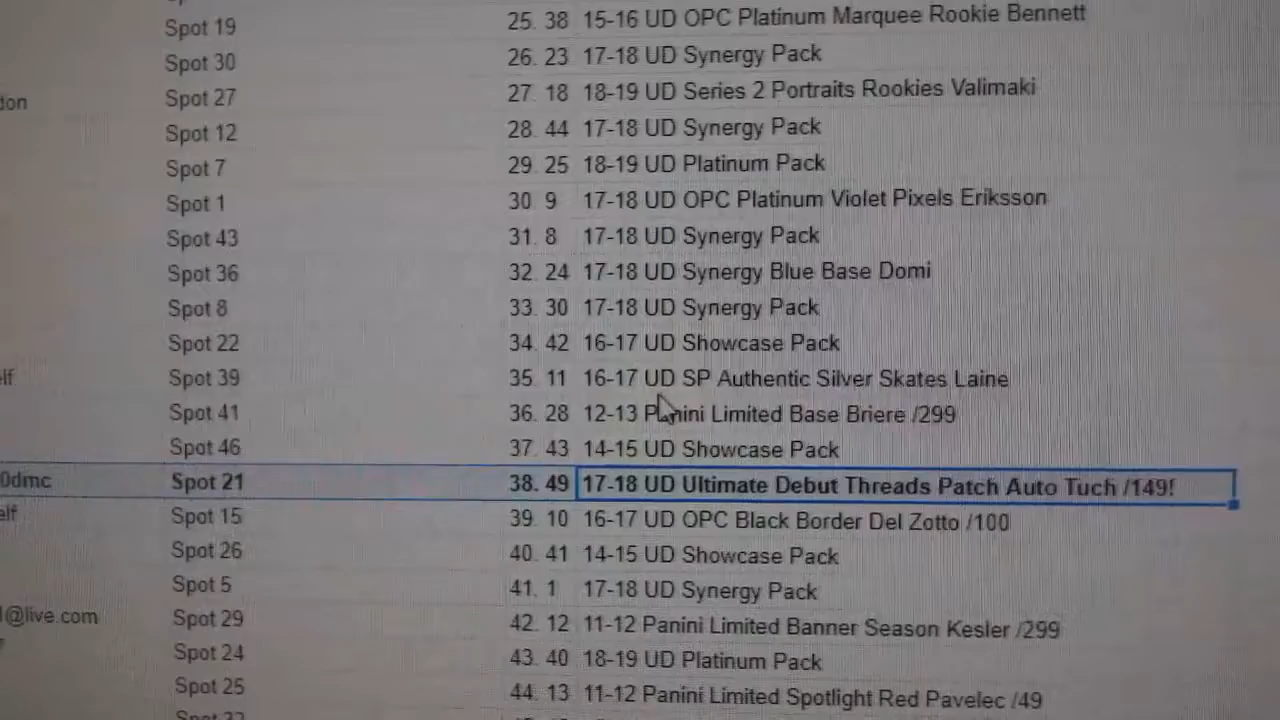 Spot 19 25. 38 15-16 UD OPC Platinum Marquee Rookie Bennett
Spot 30 26. 23 17-18 UD Synergy Pack
don Spot 27 27. 18 18-19 UD Series 2 Portraits Rookies Valimaki
Spot 12 28. 44 17-18 UD Synergy Pack
Spot 7 29. 25 18-19 UD Platinum Pack
Spot 1 30. 9 17-18 UD OPC Platinum Violet Pixels Eriksson
Spot 43 31. 8 17-18 UD Synergy Pack
Spot 36 32. 24 17-18 UD Synergy Blue Base Domi
Spot 8 33. 30 17-18 UD Synergy Pack
Spot 22 34. 42 16-17 UD Showcase Pack
elf Spot 39 35. 11 16-17 UD SP Authentic Silver Skates Laine
Spot 41 36. 28 12-13 Panini Limited Base Briere /299
Spot 46 37. 43 14-15 UD Showcase Pack
0dmc Spot 21 38. 49 17-18 UD Ultimate Debut Threads Patch Auto Tuch /149!
elf Spot 15 39. 10 16-17 UD OPC Black Border Del Zotto /100
Spot 26 40. 41 14-15 UD Showcase Pack
Spot 5 41. 1 17-18 UD Synergy Pack
@live.com Spot 29 42. 12 11-12 Panini Limited Banner Season Kesler /299
Spot 24 43. 40 18-19 UD Platinum Pack
Spot 25 44. 13 11-12 Panini Limited Spotlight Red Pavelec /49